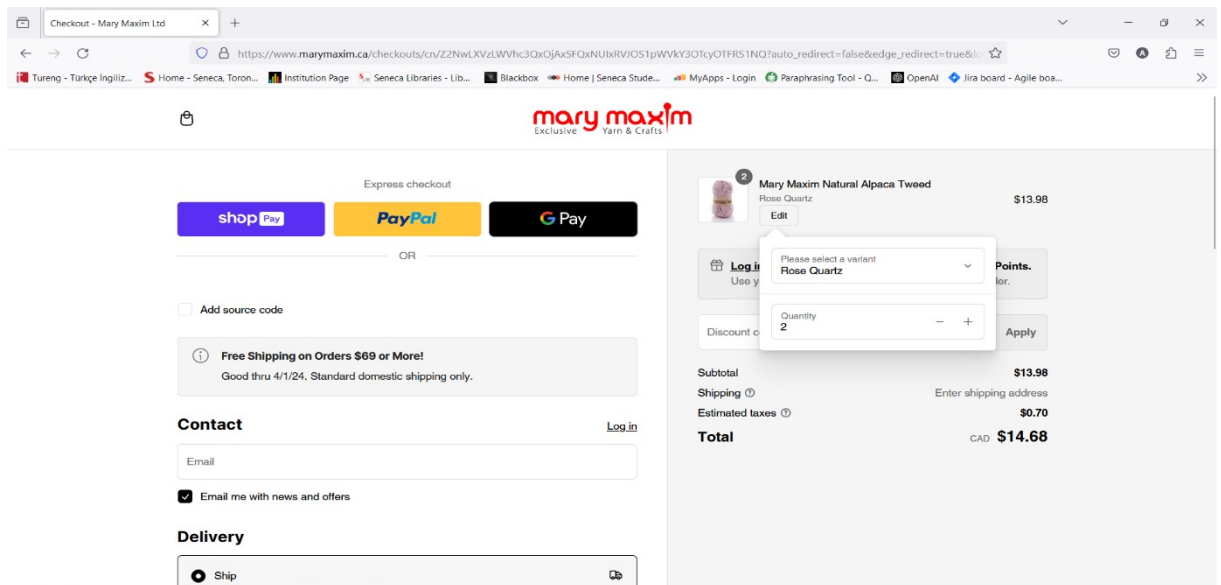 Checkout - Mary Maxim Ltd
https://www.marymaxim.ca/checkouts/cn/Z2NwLXVzLWVhc3QxOjAxSFQxNUIxRVJOS1pWVkY3OTcyOTFRS1NQ?auto_redirect=false&edge_redirect=true&
Tureng - Türkçe İngiliz... Home - Seneca, Toron... Institution Page Seneca Libraries - Lib... Blackbox Home | Seneca Stude... MyApps - Login Paraphrasing Tool - Q... OpenAI Jira board - Agile boa...
mary maxim
Exclusive Yarn & Crafts
Express checkout
shop Pay PayPal G Pay
OR
Add source code
Free Shipping on Orders $69 or More!
Good thru 4/1/24. Standard domestic shipping only.
Contact Log in
Email
Email me with news and offers
Delivery
Ship
2
Mary Maxim Natural Alpaca Tweed
Rose Quartz $13.98
Edit
Please select a variant
Rose Quartz
Log i Points.
Use y
Quantity
2
Discount c Apply
Subtotal $13.98
Shipping Enter shipping address
Estimated taxes $0.70
Total CAD $14.68